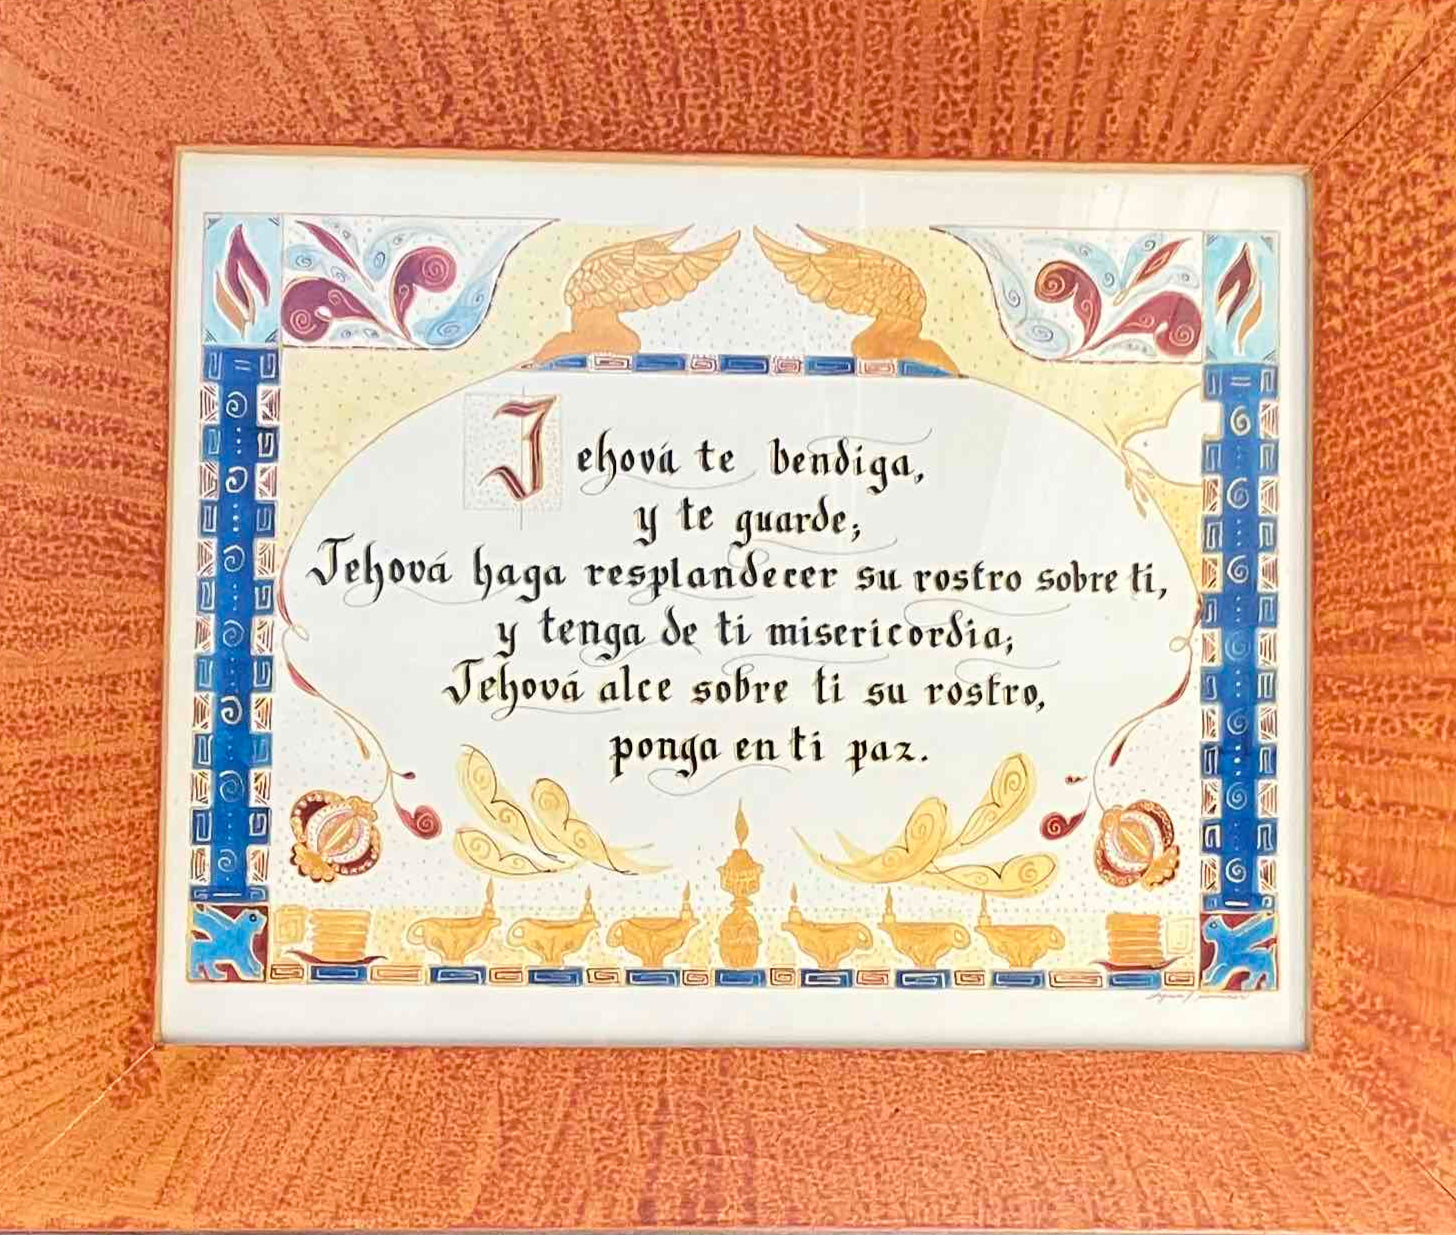 Jehová te bendiga,
y te guarde;
Jehová haga resplandecer su rostro sobre ti,
y tenga de ti misericordia;
Jehová alce sobre ti su rostro,
ponga en ti paz.